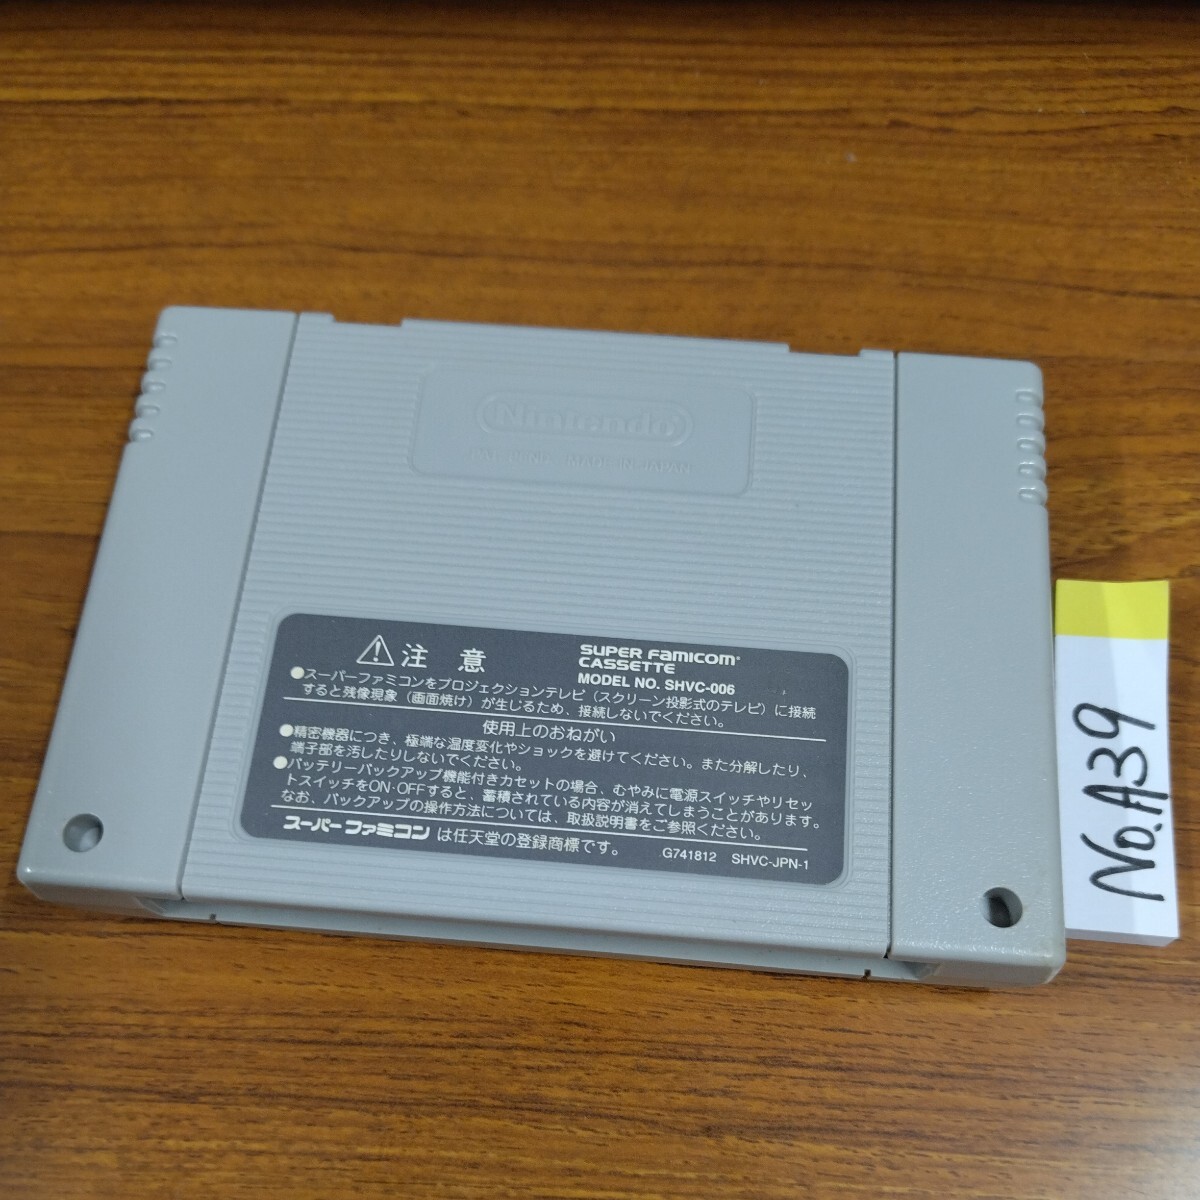 Nintendo
PAT. PEND. MADE IN JAPAN
注 意
SUPER FAMICOM
CASSETTE
MODEL NO. SHVC-006
●スーパーファミコンをプロジェクションテレビ（スクリーン投影式のテレビ）に接続
すると残像現象（画面焼け）が生じるため、接続しないでください。
使用上のおねがい
●精密機器につき、極端な温度変化やショックを避けてください。また分解したり、
端子部を汚したりしないでください。
●バッテリーバックアップ機能付きカセットの場合、むやみに電源スイッチやリセッ
トスイッチをON・OFFすると、蓄積されている内容が消えてしまうことがあります。
なお、バックアップの操作方法については、取扱説明書をご参照ください。
スーパーファミコン は任天堂の登録商標です。
G741812 SHVC-JPN-1
No.A39